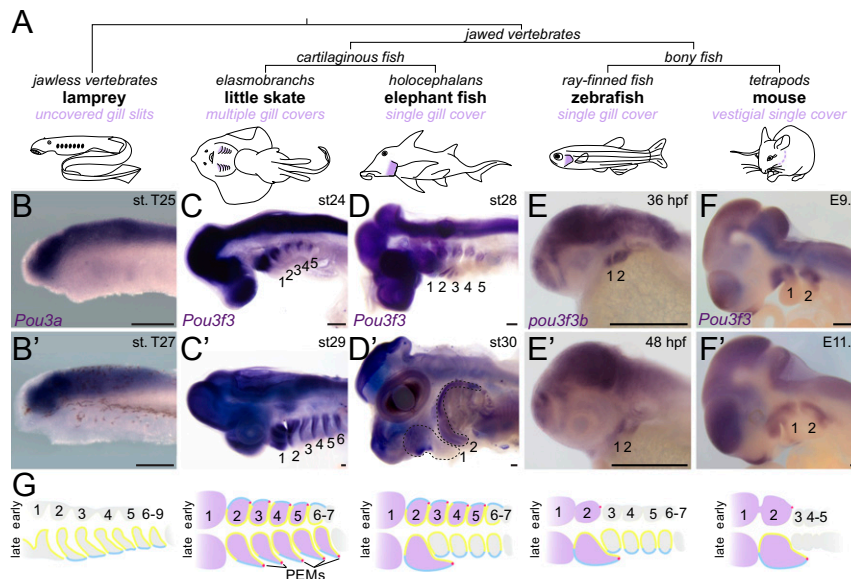 A
jawed vertebrates
cartilaginous fish
bony fish
jawless vertebrates
elasmobranchs
holocephalans
ray-finned fish
tetrapods
lamprey
little skate
elephant fish
zebrafish
mouse
uncovered gill slits
multiple gill covers
single gill cover
single gill cover
vestigial single cover
B
st. T25
Pou3a
C
st24
1 2 3 4 5
Pou3f3
D
st28
1 2 3 4 5
Pou3f3
E
36 hpf
1 2
pou3f3b
F
E9.
1 2
Pou3f3
B'
st. T27
C'
st29
1 2 3 4 5 6
D'
st30
1 2
E'
48 hpf
1 2
F'
E11.
1 2
G
early
1 2 3 4 5 6-9
late
early
1 2 3 4 5 6-7
late
PEMs
early
1 2 3 4 5 6-7
late
early
1 2 3 4 5 6-7
late
early
1 2 3 4-5
late